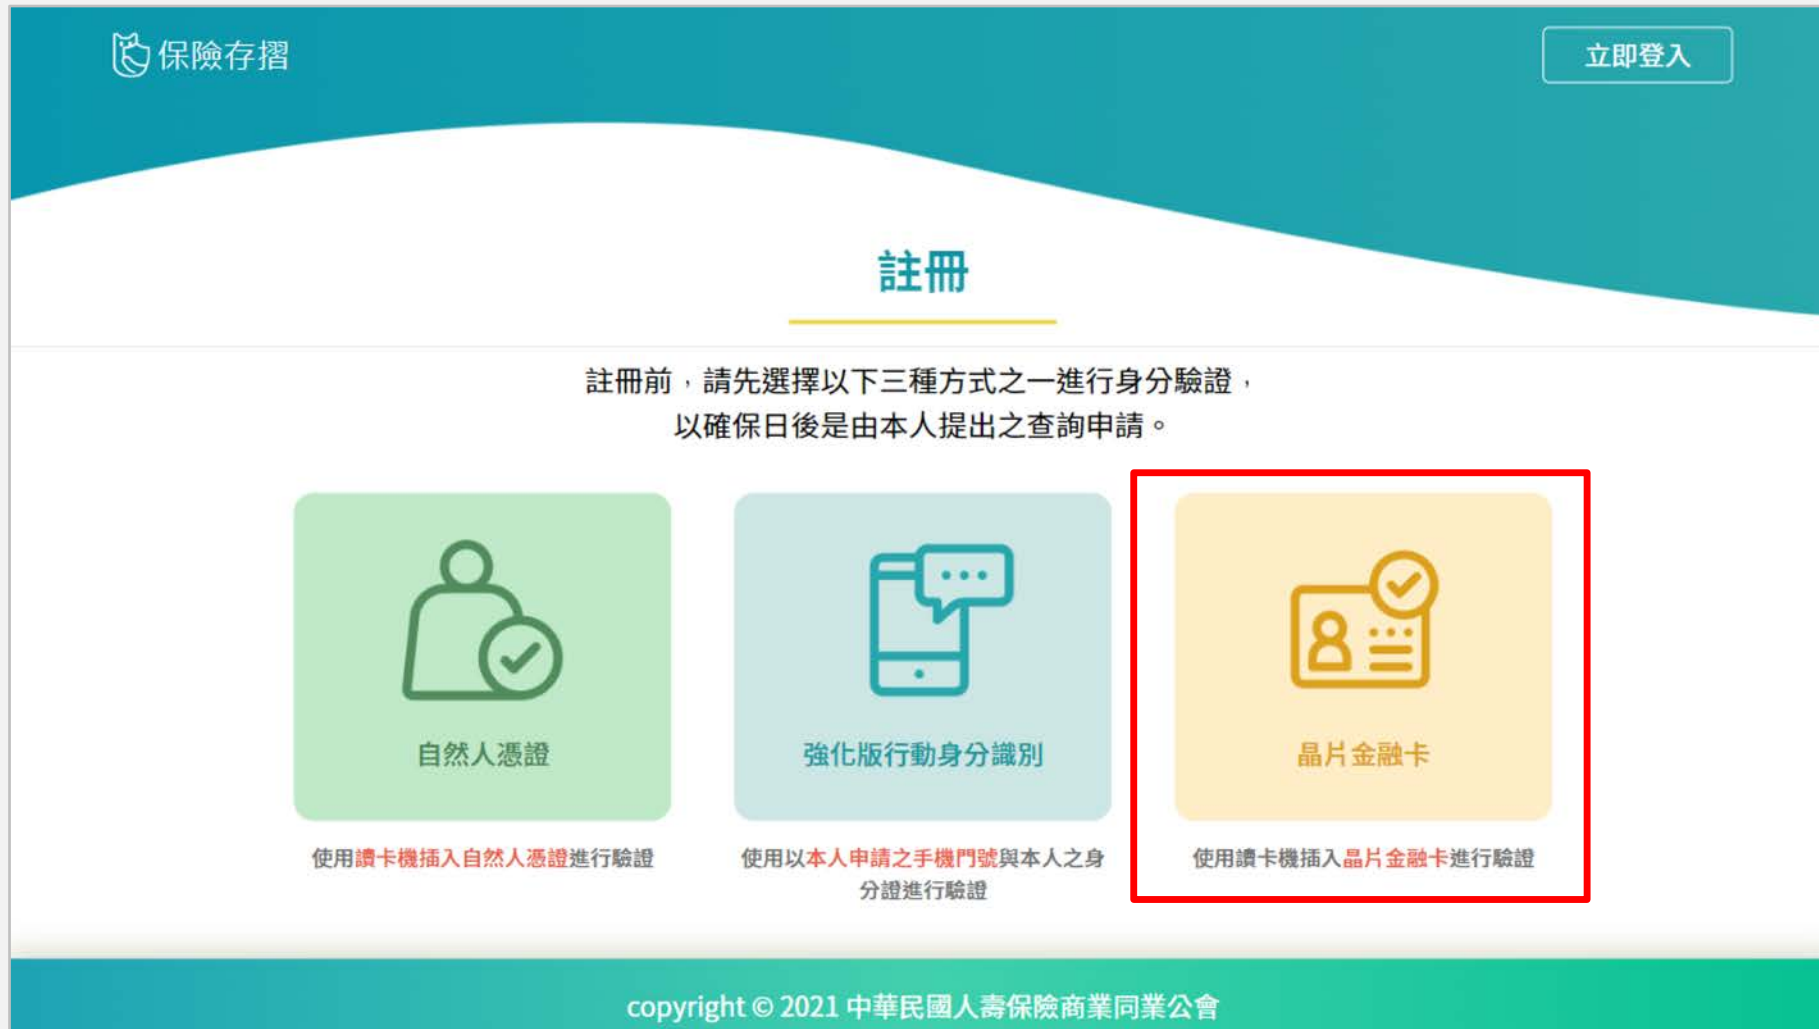 保險存摺
立即登入
註冊
註冊前，請先選擇以下三種方式之一進行身分驗證，
以確保日後是由本人提出之查詢申請。
自然人憑證
強化版行動身分識別
晶片金融卡
使用讀卡機插入自然人憑證進行驗證
使用以本人申請之手機門號與本人之身
分證進行驗證
使用讀卡機插入晶片金融卡進行驗證
copyright © 2021 中華民國人壽保險商業同業公會